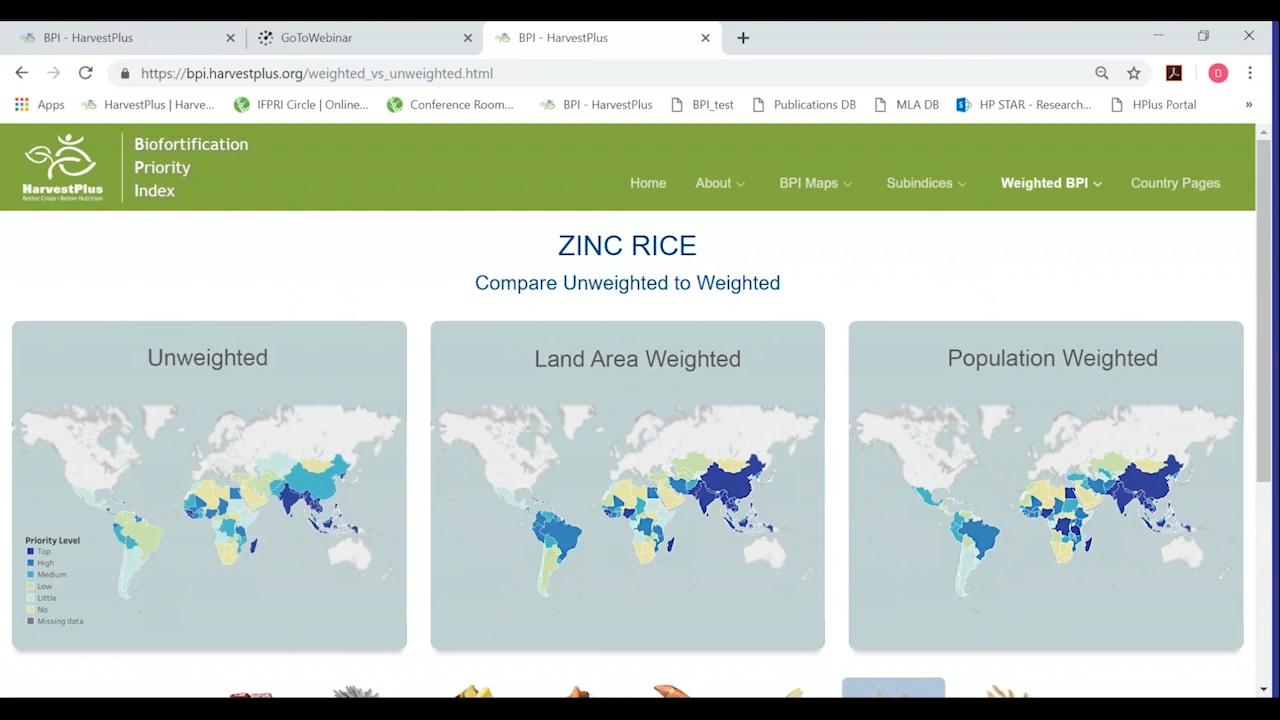 BPI - HarvestPlus
GoToWebinar
BPI - HarvestPlus
https://bpi.harvestplus.org/weighted_vs_unweighted.html
D
Apps
HarvestPlus | Harve...
IFPRI Circle | Online...
Conference Room...
BPI - HarvestPlus
BPI_test
Publications DB
MLA DB
HP STAR - Research...
HPlus Portal
HarvestPlus
Better Crops • Better Nutrition
Biofortification
Priority
Index
Home
About
BPI Maps
Subindices
Weighted BPI
Country Pages
ZINC RICE
Compare Unweighted to Weighted
Unweighted
Priority Level
Top
High
Medium
Low
Little
No
Missing data
Land Area Weighted
Population Weighted